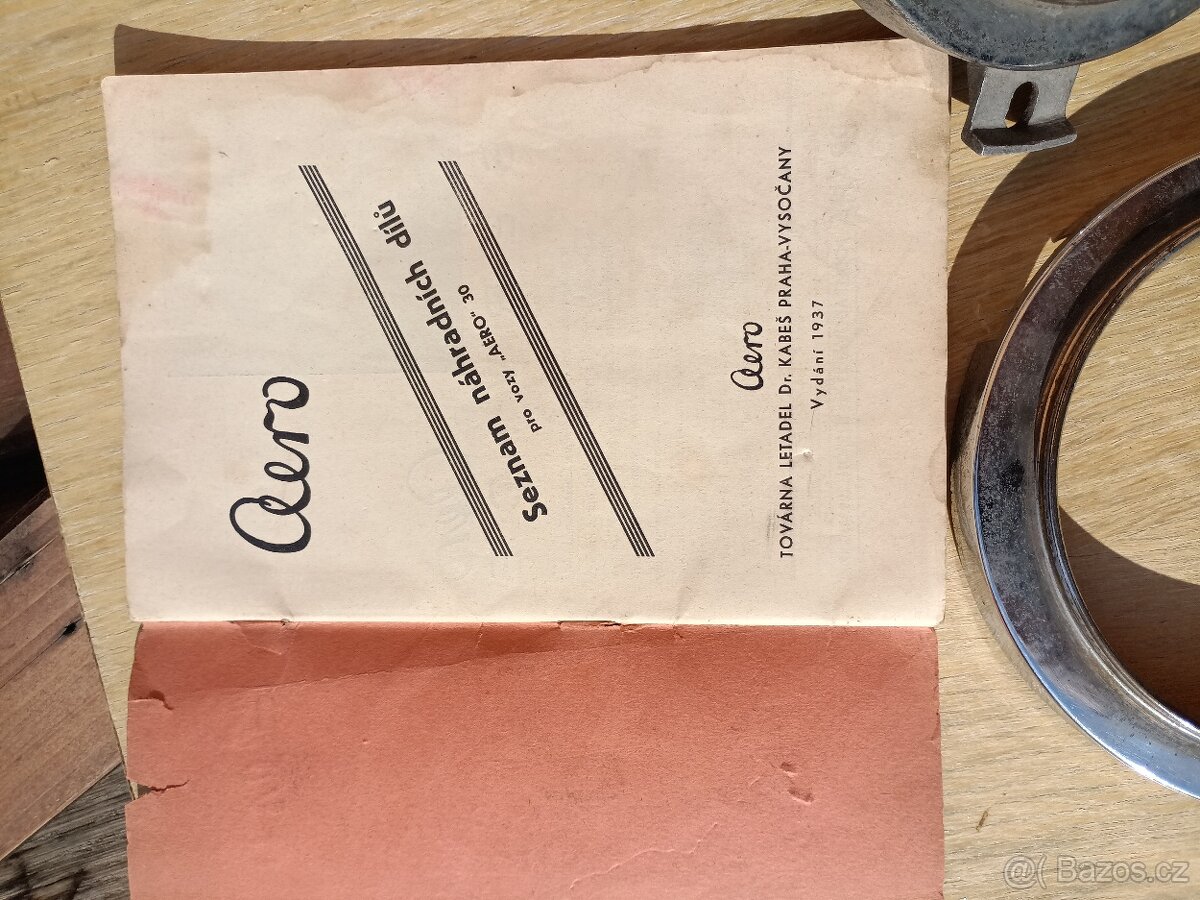 Aero
Seznam náhradních dílů
pro vozy „AERO" 30
Aero
TOVÁRNA LETADEL Dr. KABEŠ PRAHA-VYSOČANY
Vydání 1937
Bazos.cz